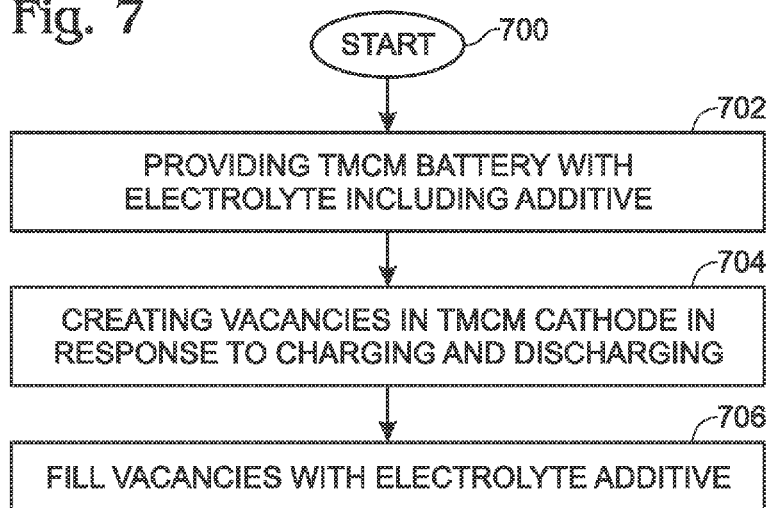 Fig. 7
START
700
702
PROVIDING TMCM BATTERY WITH
ELECTROLYTE INCLUDING ADDITIVE
704
CREATING VACANCIES IN TMCM CATHODE IN
RESPONSE TO CHARGING AND DISCHARGING
706
FILL VACANCIES WITH ELECTROLYTE ADDITIVE